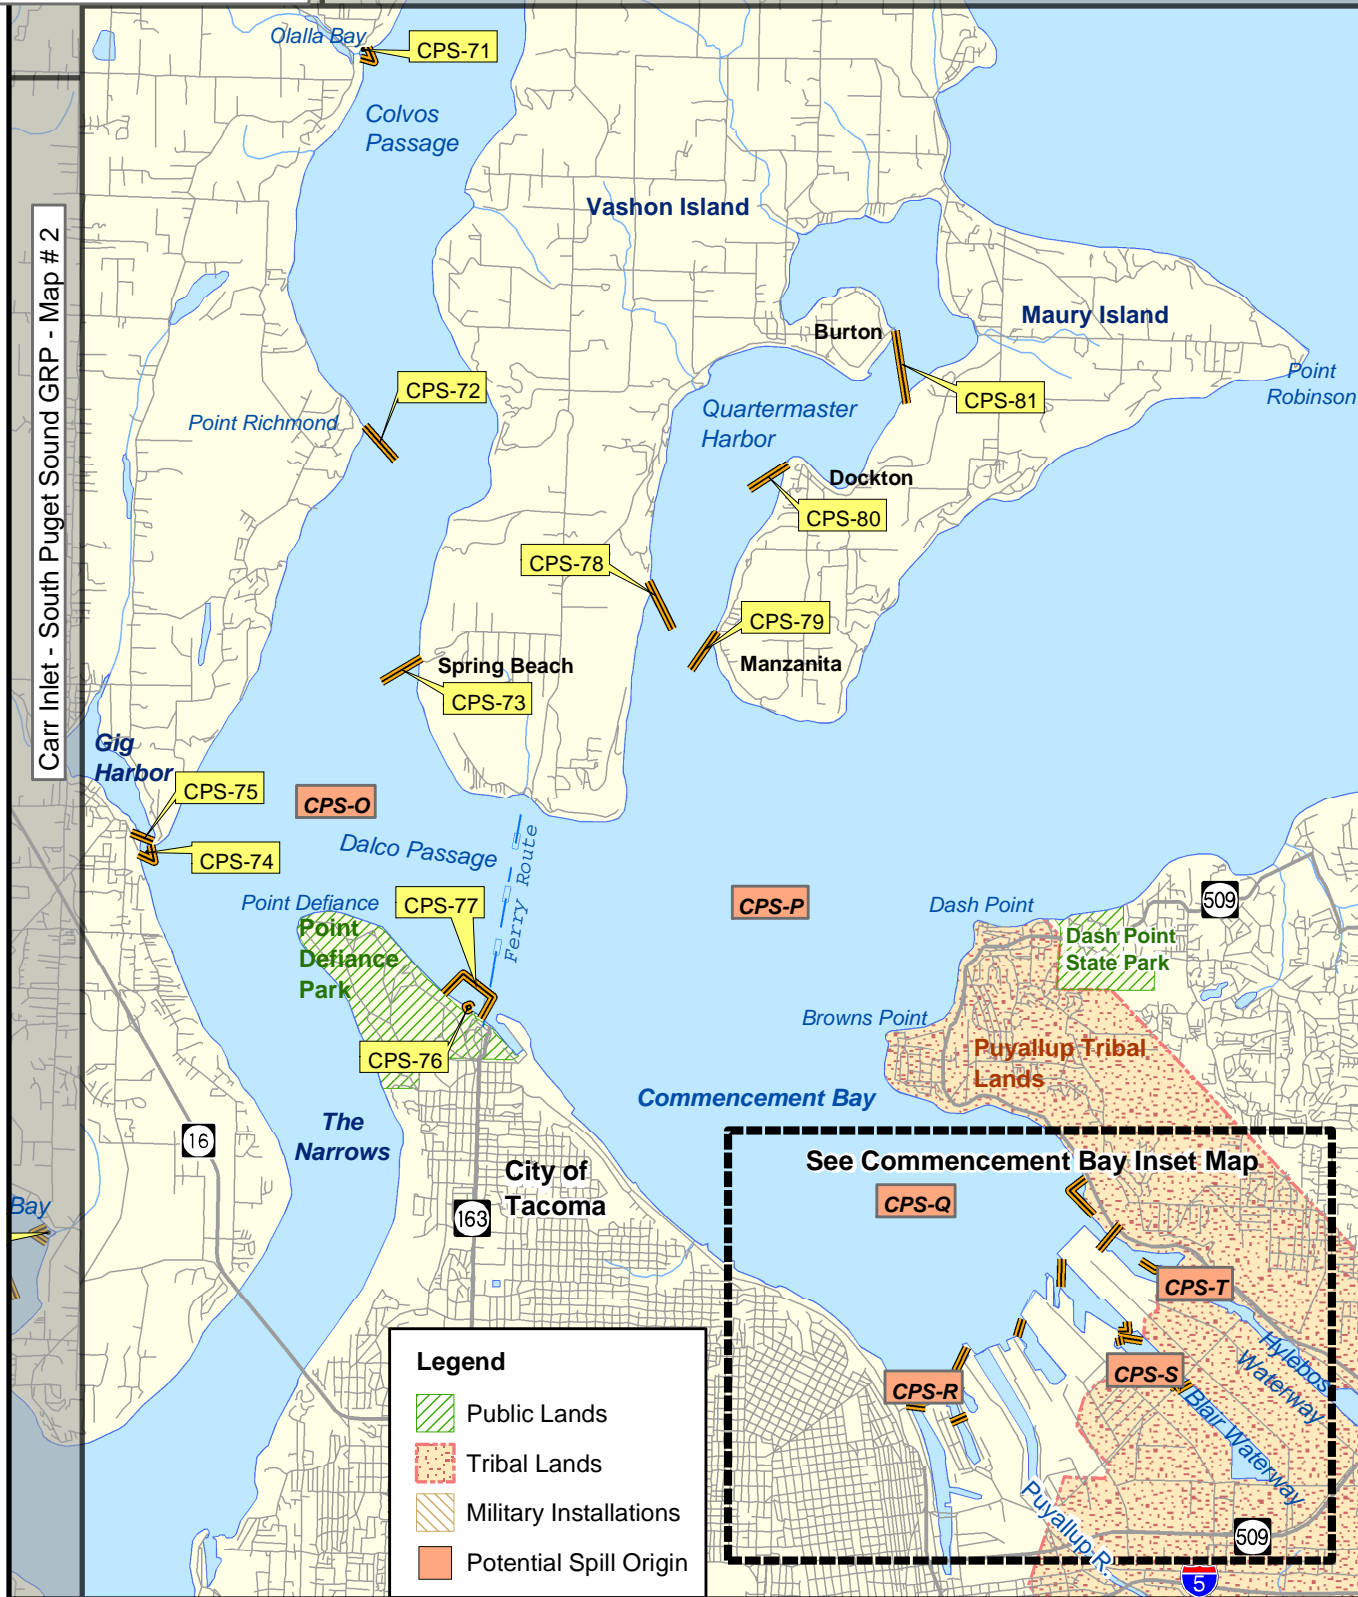 Olalla Bay
CPS-71
Colvos
Passage
Vashon Island
Carr Inlet - South Puget Sound GRP - Map # 2
Maury Island
Burton
Point
Robinson
CPS-72
CPS-81
Point Richmond
Quartermaster
Harbor
Dockton
CPS-80
CPS-78
CPS-79
Spring Beach
Manzanita
CPS-73
Gig
Harbor
CPS-75
CPS-O
CPS-74
Dalco Passage
Ferry Route
Point Defiance
CPS-77
CPS-P
Dash Point
509
Point
Defiance
Park
Dash Point
State Park
Browns Point
CPS-76
Puyallup Tribal
Lands
Commencement Bay
The
Narrows
16
See Commencement Bay Inset Map
City of
Tacoma
CPS-Q
Bay
163
CPS-T
Hylebos
Waterway
CPS-S
CPS-R
Blair Waterway
Puyallup R.
509
5
Legend
Public Lands
Tribal Lands
Military Installations
Potential Spill Origin